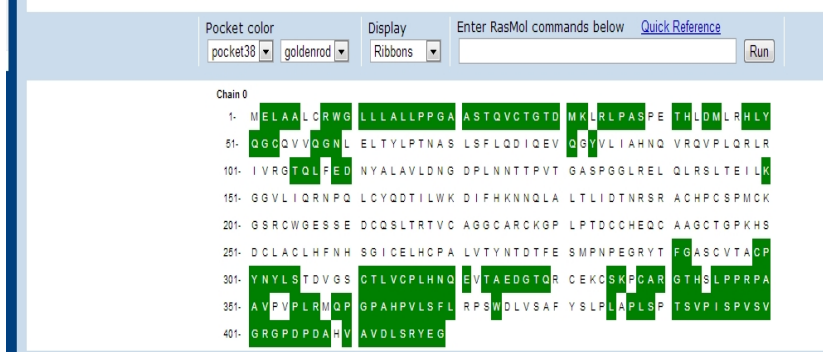 Pocket color Display Enter RasMol commands below Quick Reference
pocket38 goldenrod Ribbons Run
Chain 0
1- MELAALCRWG LLLALLPPGA ASTQVCTGTD MKLRLPASPE THLDMLRHLY
51- QGCQVVQGNL ELTYLPTNAS LSFLQDIQEV QGYVLIAHNQ VRQVPLQRLR
101- IVRGTQLFED NYALAVLDNG DPLNNTTPVT GASPGGLREL QLRSLTEILK
151- GGVLIQRNPQ LCYQDTILWK DIFHKNNQLA LTLIDTNRSR ACHPCSPMCK
201- GSRCWGESSE DCQSLTRTVC AGGCARCKGP LPTDCCHEQC AAGCTGPKHS
251- DCLACLHFNH SGICELHCPA LVTYNTDTFE SMPNPEGRYT FGASCVTACP
301- YNYLSTDVGS CTLVCPLHNQ EVTAEDGTQR CEKCSKPCAR GTHSLPPRPA
351- AVPVPLRMQP GPAHPVLSFL RPSWDLVSAF YSLPLAPLSP TSVPISPVSV
401- GRGPDPDAHV AVDLSRYEG